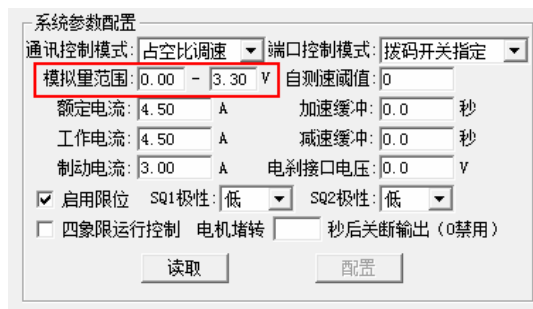 系统参数配置
通讯控制模式: 占空比调速 端口控制模式: 拨码开关指定
模拟量范围: 0.00 - 3.30 V 自测速阈值: 0
额定电流: 4.50 A 加速缓冲: 0.0 秒
工作电流: 4.50 A 减速缓冲: 0.0 秒
制动电流: 3.00 A 电刹接口电压: 0.0 V
启用限位 SQ1极性: 低 SQ2极性: 低
四象限运行控制 电机堵转 秒后关断输出（0禁用）
读取 配置